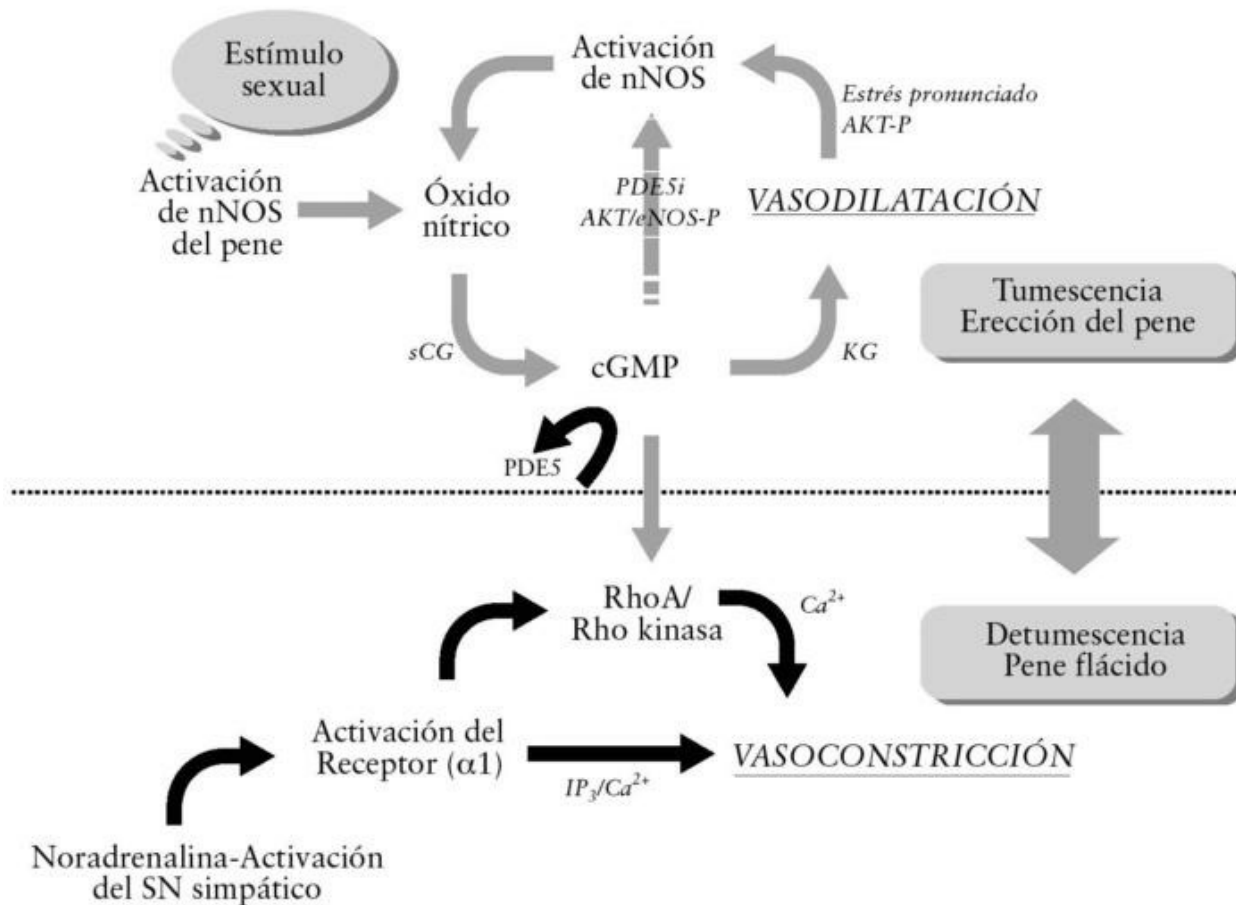 Estímulo
sexual
Activación
de nNOS
Estrés pronunciado
AKT-P
Activación
de nNOS
del pene
Óxido
nítrico
PDE5i
AKT/eNOS-P
VASODILATACIÓN
Tumescencia
Erección del pene
sCG
cGMP
KG
PDE5
RhoA/
Rho kinasa
Ca²⁺
Detumescencia
Pene flácido
Activación del
Receptor (α1)
IP₃/Ca²⁺
VASOCONSTRICCIÓN
Noradrenalina-Activación
del SN simpático